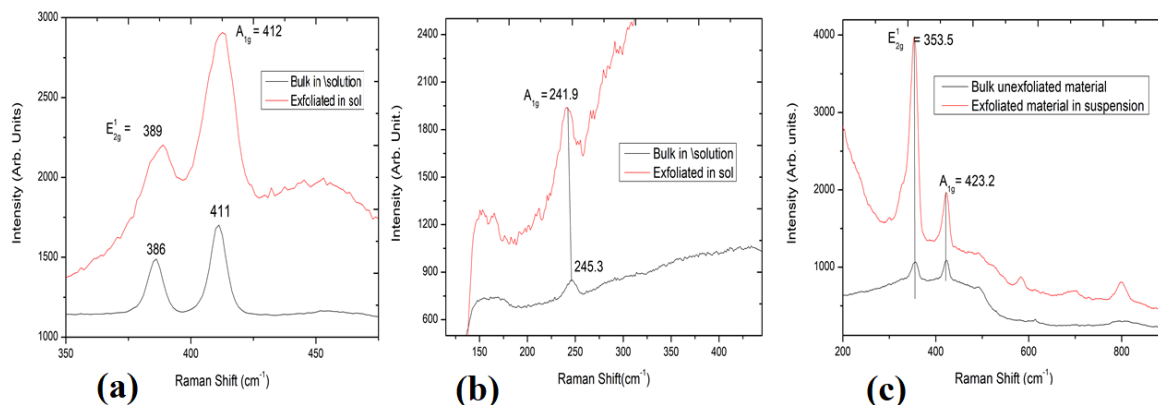 A1g = 412
Bulk in \solution
Exfcliated in sol
E12g = 389
386
411
3000
2500
2000
1500
1000
350
400
450
Intensity (Arb. Units)
Raman Shift (cm-1)
(a)
A1g = 241.9
Bulk in \solution
Exfoliated in sol
245.3
2400
2100
1800
1500
1200
900
600
150
200
250
300
350
400
Intensity (Arb. Unit.)
Raman Shift(cm-1)
(b)
E12g = 353.5
Bulk unexfoliated material
Exfoliated material in suspension
A1g = 423.2
4000
3000
2000
1000
200
400
600
800
Intensity (Arb. units.)
Raman Shift (cm-1)
(c)